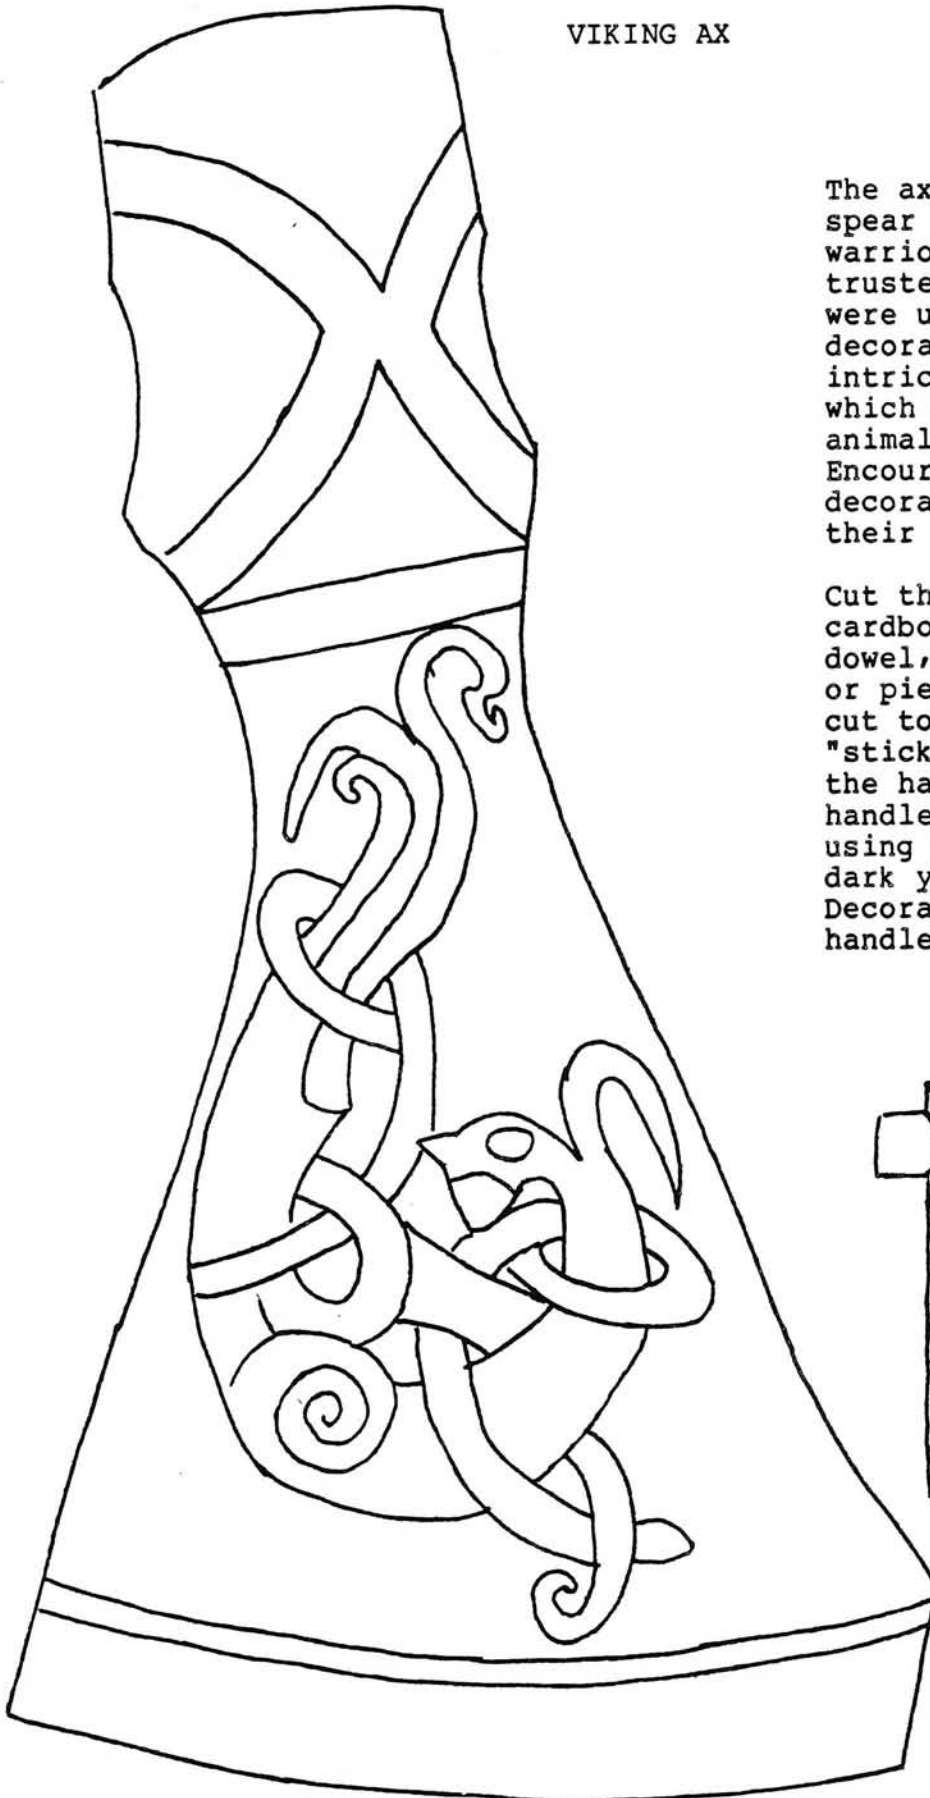 VIKING AX
The ax
spear
warrio
truste
were u
decora
intric
which
animal
Encour
decora
their
Cut th
cardbo
dowel,
or pie
cut to
"stick
the ha
handle
using
dark y
Decora
handle